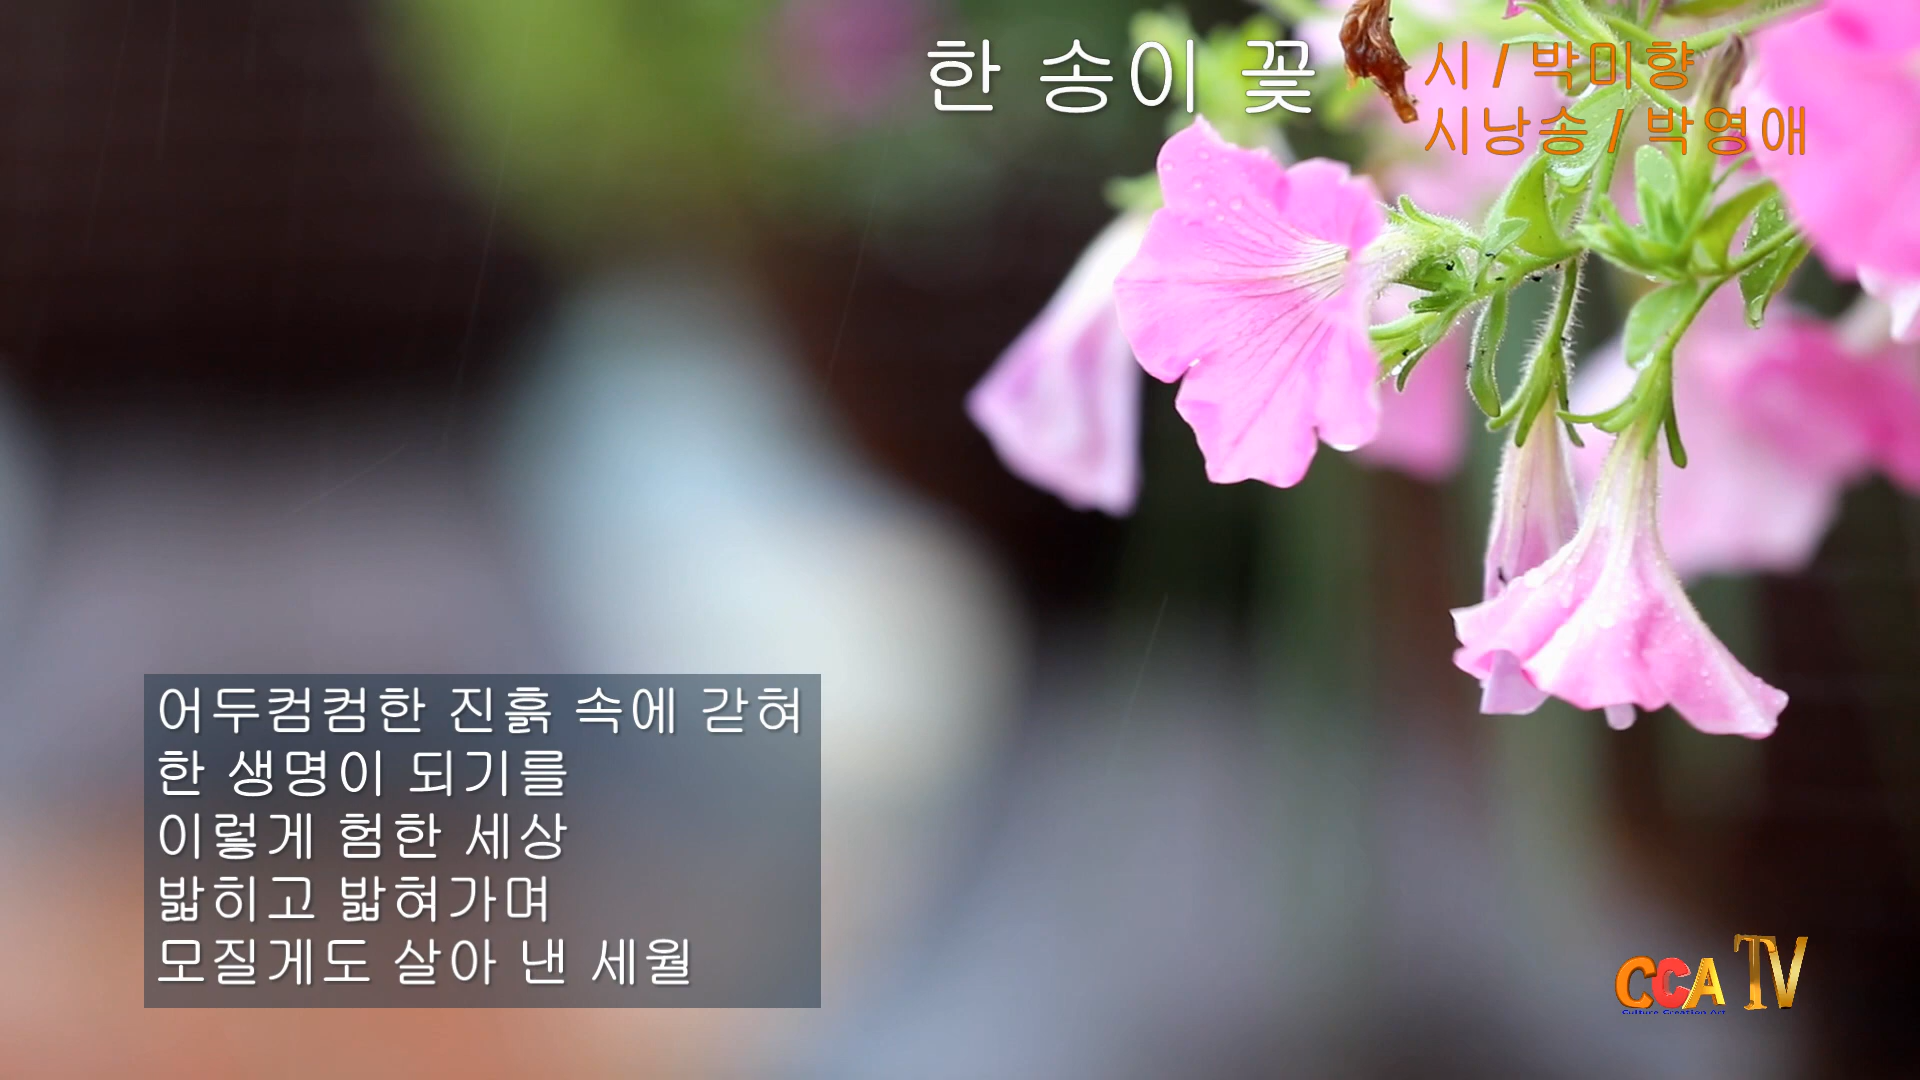 한 송이 꽃
시 / 박미향
시낭송 / 박영애
어두컴컴한 진흙 속에 갇혀
한 생명이 되기를
이렇게 험한 세상
밟히고 밟혀가며
모질게도 살아 낸 세월
CCA TV
Culture Creation Art